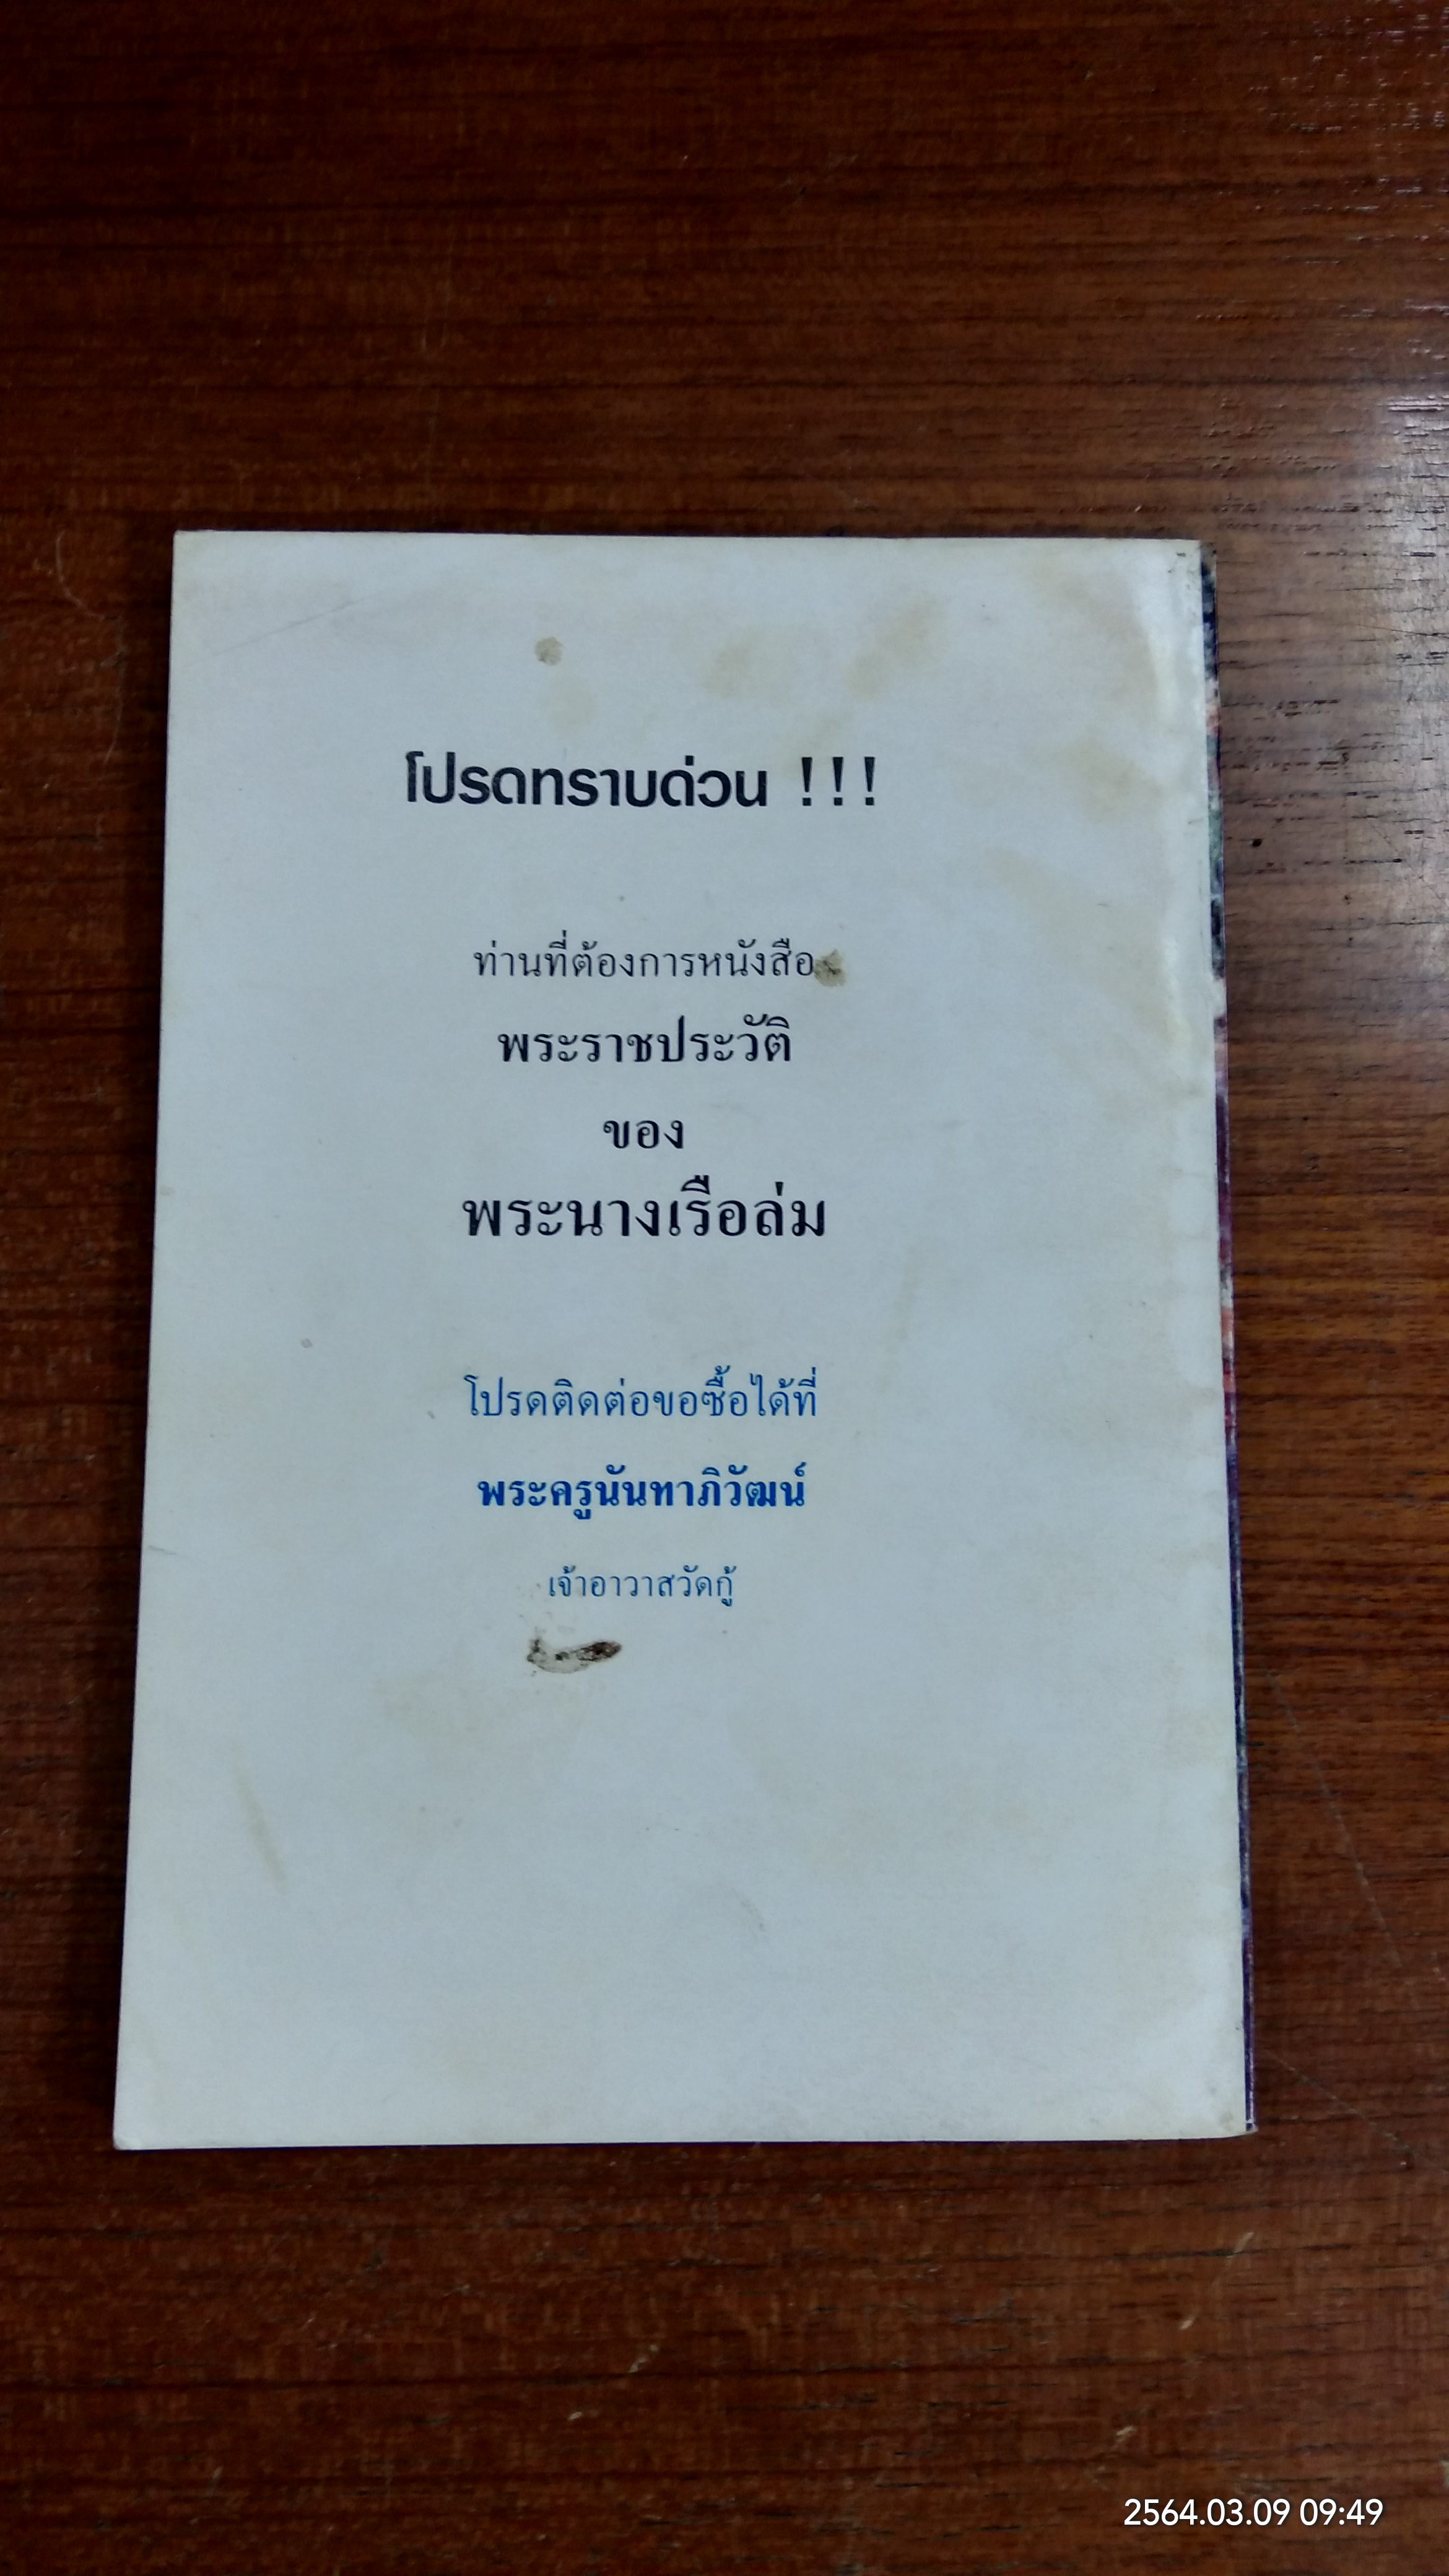 โปรดทราบด่วน !!!
ท่านที่ต้องการหนังสือ
พระราชประวัติ
ของ
พระนางเรือล่ม
โปรดติดต่อขอซื้อได้ที่
พระครูนันทาภิวัฒน์
เจ้าอาวาสวัดกู้
2564.03.09 09:49